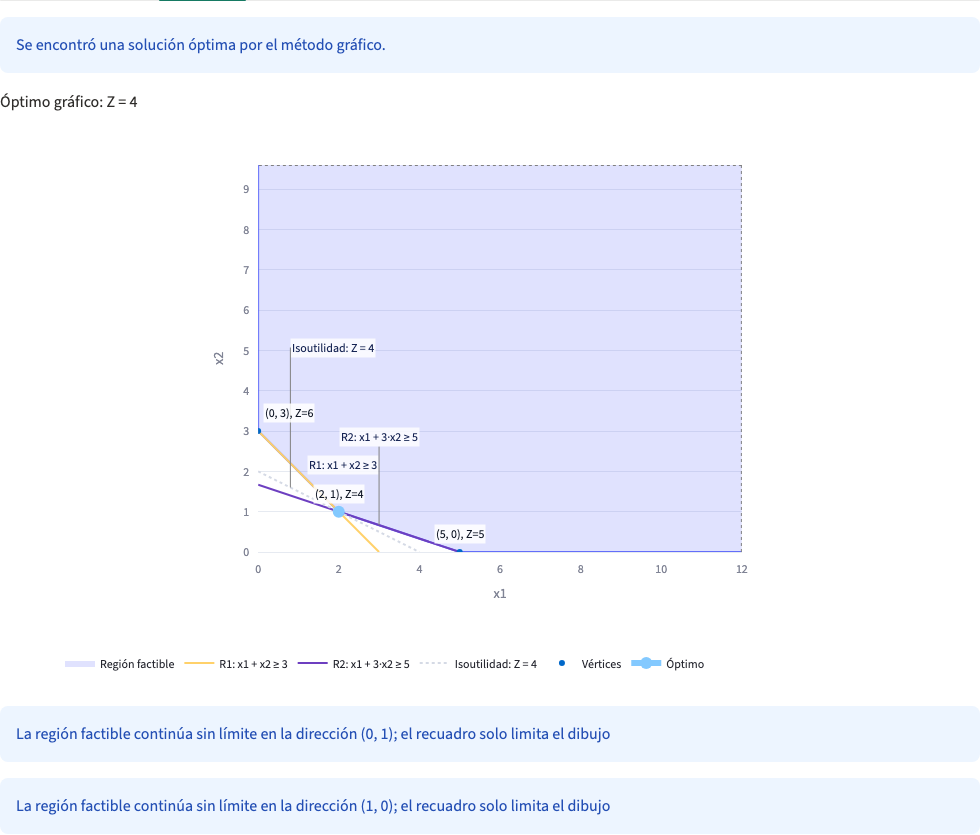 Se encontró una solución óptima por el método gráfico.
Óptimo gráfico: Z = 4
9
8
7
6
5
4
3
2
1
0
x2
Isoutilidad: Z = 4
(0, 3), Z=6
R2: x1 + 3·x2 ≥ 5
R1: x1 + x2 ≥ 3
(2, 1), Z=4
(5, 0), Z=5
0 2 4 6 8 10 12
x1
Región factible R1: x1 + x2 ≥ 3 R2: x1 + 3·x2 ≥ 5 Isoutilidad: Z = 4 Vértices Óptimo
La región factible continúa sin límite en la dirección (0, 1); el recuadro solo limita el dibujo
La región factible continúa sin límite en la dirección (1, 0); el recuadro solo limita el dibujo